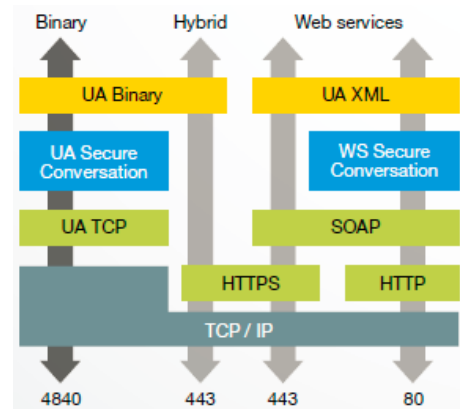 Binary Hybrid Web services
UA Binary UA XML
UA Secure
Conversation
WS Secure
Conversation
UA TCP SOAP
HTTPS HTTP
TCP / IP
4840 443 443 80